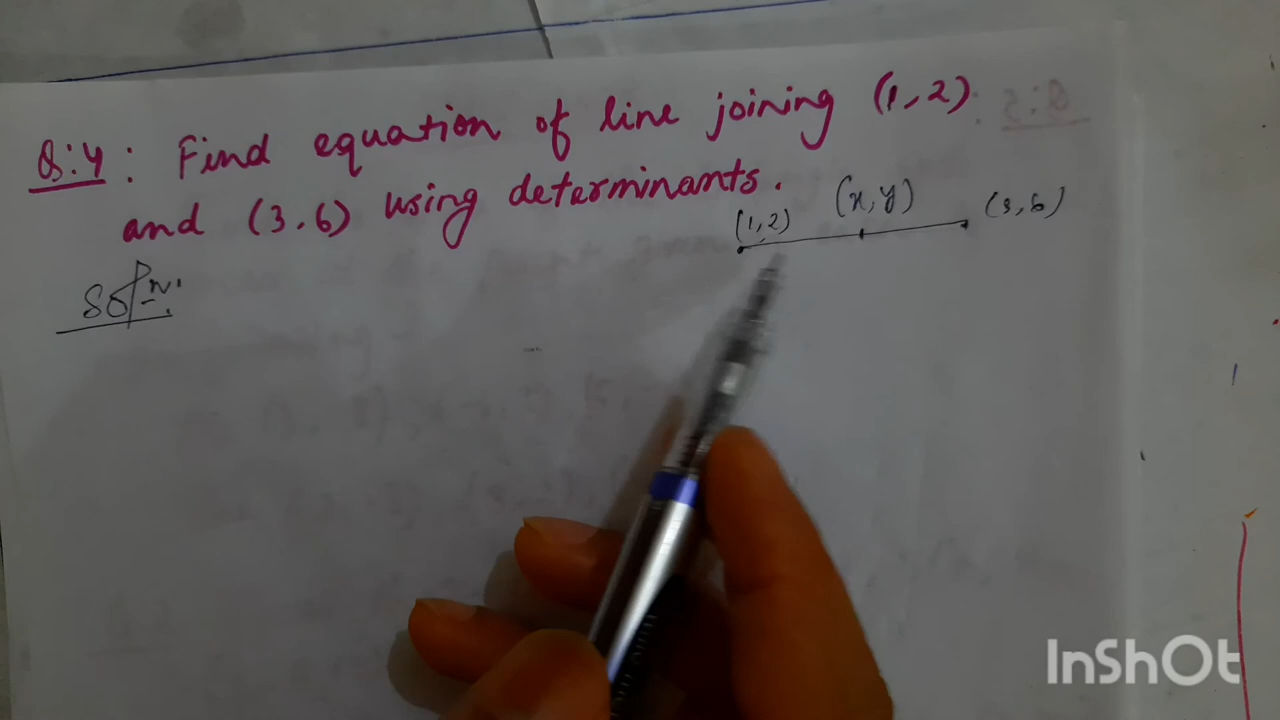 Q:4: Find equation of line joining (1,2)
and (3,6) using determinants.
(1,2) (x,y) (3,6)
Sol-n.
Q:5
InShOt